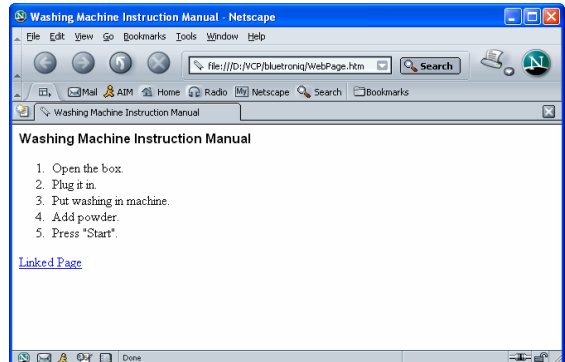 Washing Machine Instruction Manual - Netscape
File Edit View Go Bookmarks Tools Window Help
file:///D:/VCP/bluetroniq/WebPage.htm Search
Mail AIM Home Radio My Netscape Search Bookmarks
Washing Machine Instruction Manual
Washing Machine Instruction Manual
1. Open the box.
2. Plug it in.
3. Put washing in machine.
4. Add powder.
5. Press "Start".
Linked Page
Done